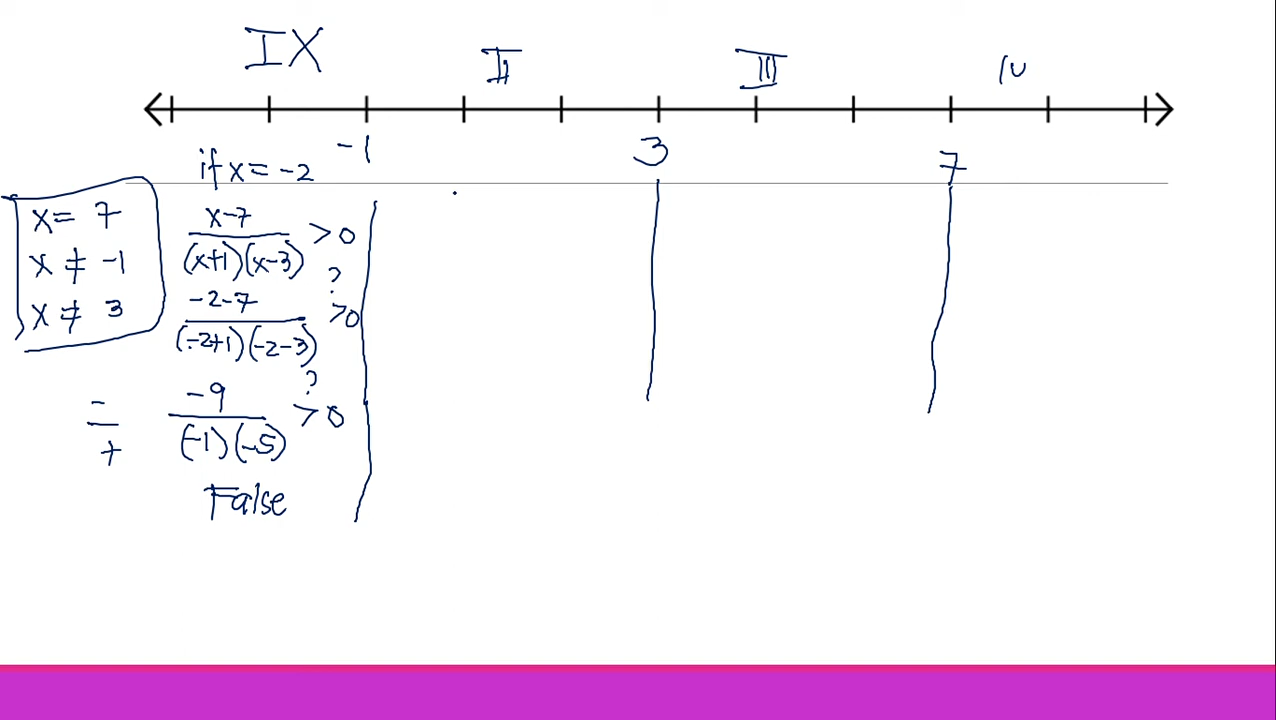 IX II III IV
-1 3 7
if x = -2
x = 7
x ≠ -1
x ≠ 3
x-7 / (x+1)(x-3) > 0
-2-7 / (-2+1)(-2-3) >0 ?
- / +
-9 / (-1)(-5) > 0 ?
False